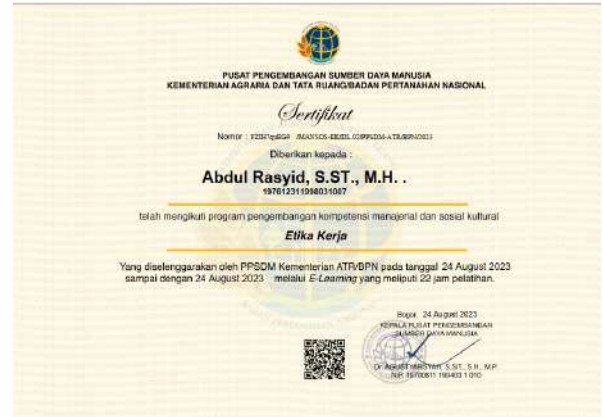 PUSAT PENGEMBANGAN SUMBER DAYA MANUSIA
KEMENTERIAN AGRARIA DAN TATA RUANG/BADAN PERTANAHAN NASIONAL
Sertifikat
Nomor :
Diberikan kepada :
Abdul Rasyid, S.ST., M.H. .
197612311998031087
telah mengikuti program pengembangan kompetensi manajerial dan sosial kultural
Etika Kerja
Yang diselenggarakan oleh PPSDM Kementerian ATR/BPN pada tanggal 24 August 2023
sampai dengan 24 August 2023 melalui E-Learning yang meliputi 22 jam pelatihan.
Bogor, 24 August 2023
KEPALA PUSAT PENGEMBANGAN
SUMBER DAYA MANUSIA
S.ST., S.H., M.P